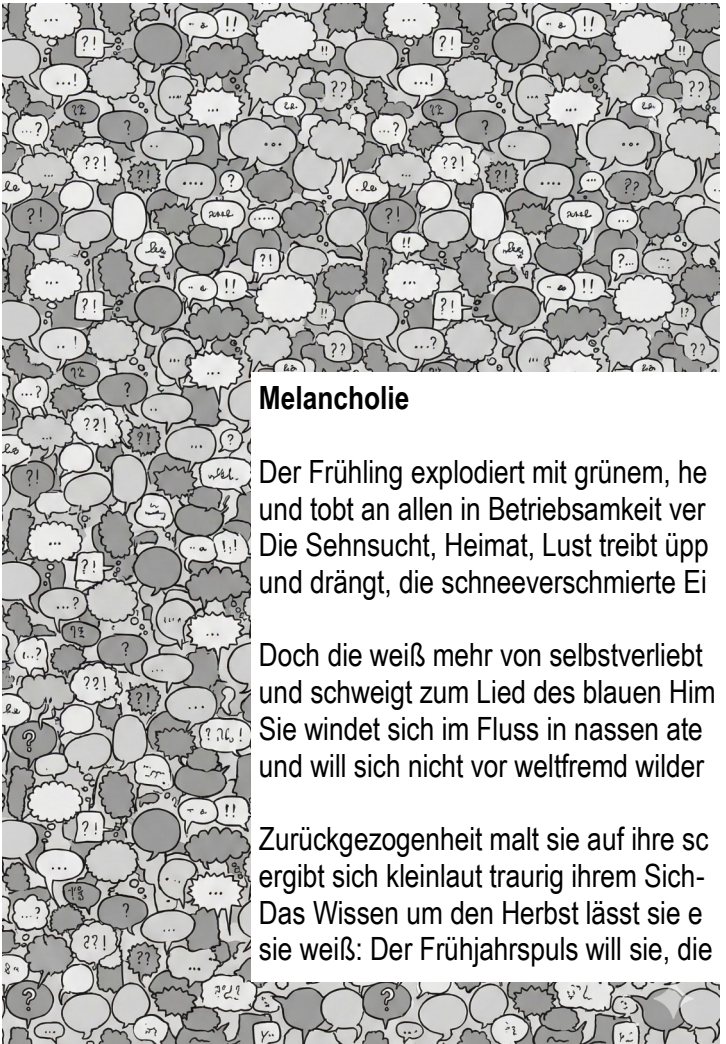 Melancholie
Der Frühling explodiert mit grünem, he
und tobt an allen in Betriebsamkeit ver
Die Sehnsucht, Heimat, Lust treibt üpp
und drängt, die schneeverschmierte Ei
Doch die weiß mehr von selbstverliebt
und schweigt zum Lied des blauen Him
Sie windet sich im Fluss in nassen ate
und will sich nicht vor weltfremd wilder
Zurückgezogenheit malt sie auf ihre sc
ergibt sich kleinlaut traurig ihrem Sich-
Das Wissen um den Herbst lässt sie e
sie weiß: Der Frühjahrspuls will sie, die